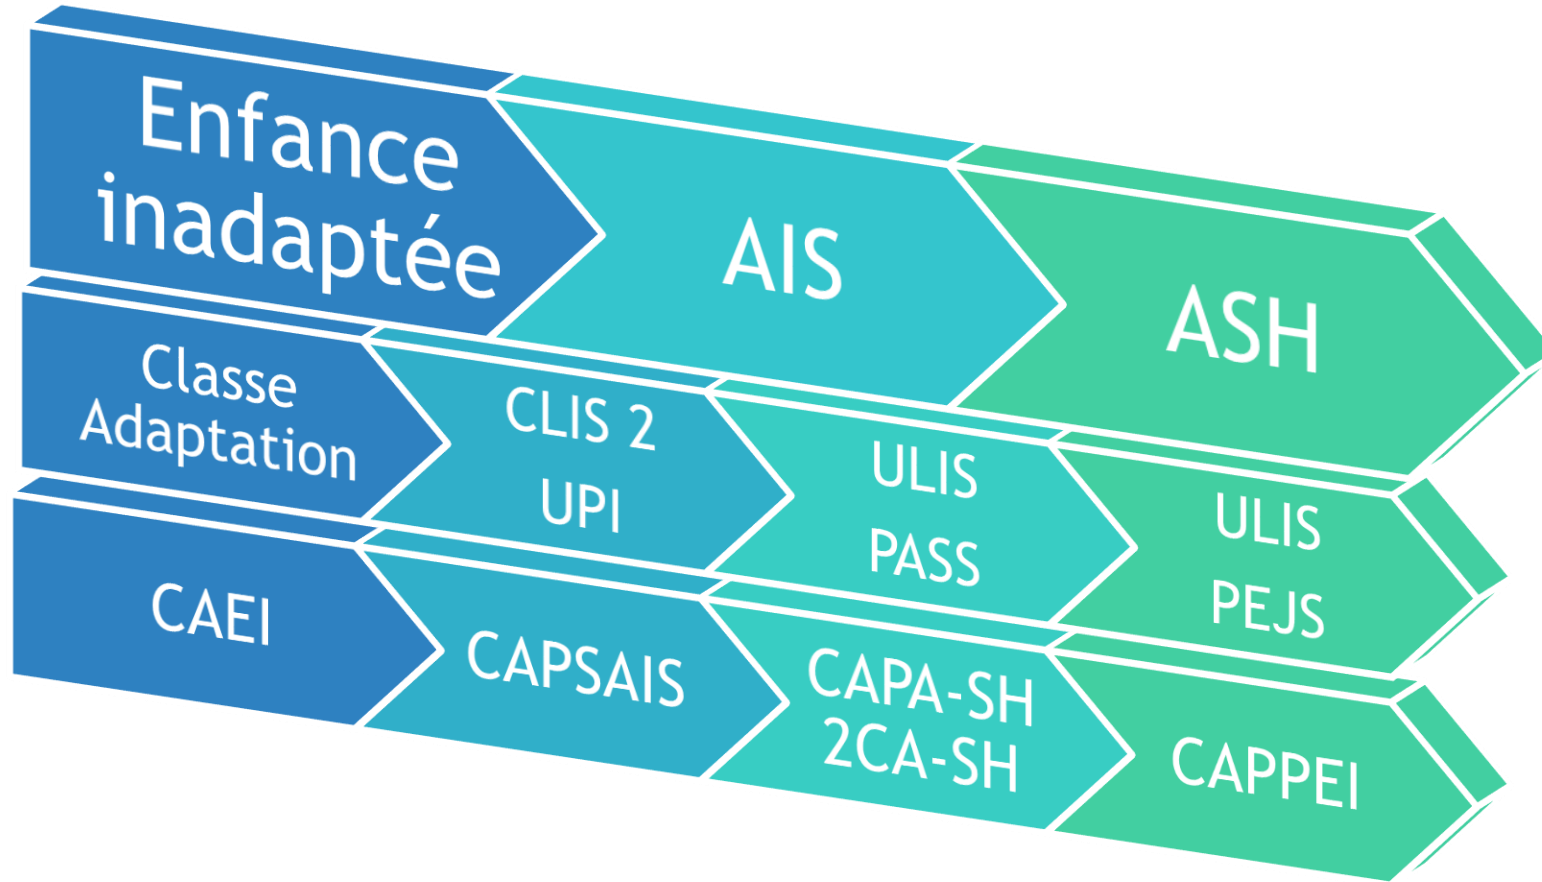 Enfance
inadaptée
AIS
ASH
Classe
Adaptation
CLIS 2
UPI
ULIS
PASS
ULIS
PEJS
CAEI
CAPSAIS
CAPA-SH
2CA-SH
CAPPEI